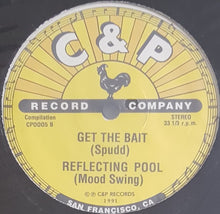 C&P
RECORD COMPANY
Compilation
CP0005 B
STEREO
33 1/3 r.p.m.
GET THE BAIT
(Spudd)
REFLECTING POOL
(Mood Swing)
© ℗ C&P RECORDS
1991
SAN FRANCISCO, CA